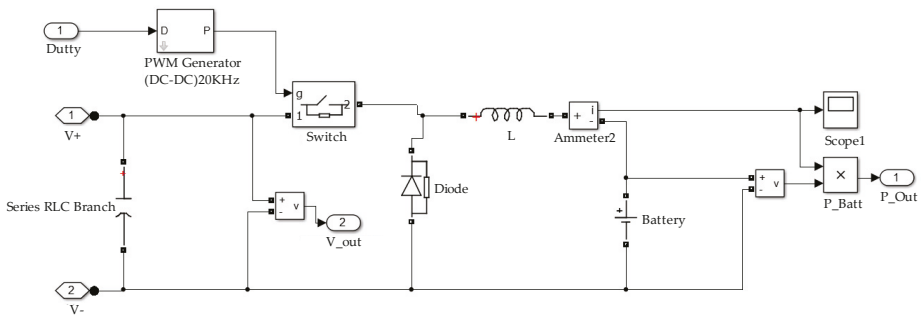 1
Dutty
D
P
PWM Generator
(DC-DC)20KHz
g
1
2
Switch
1
V+
L
+
i
-
Ammeter2
Scope1
×
P_Batt
1
P_Out
+
-
v
Diode
Series RLC Branch
+
-
v
2
V_out
+
Battery
2
V-